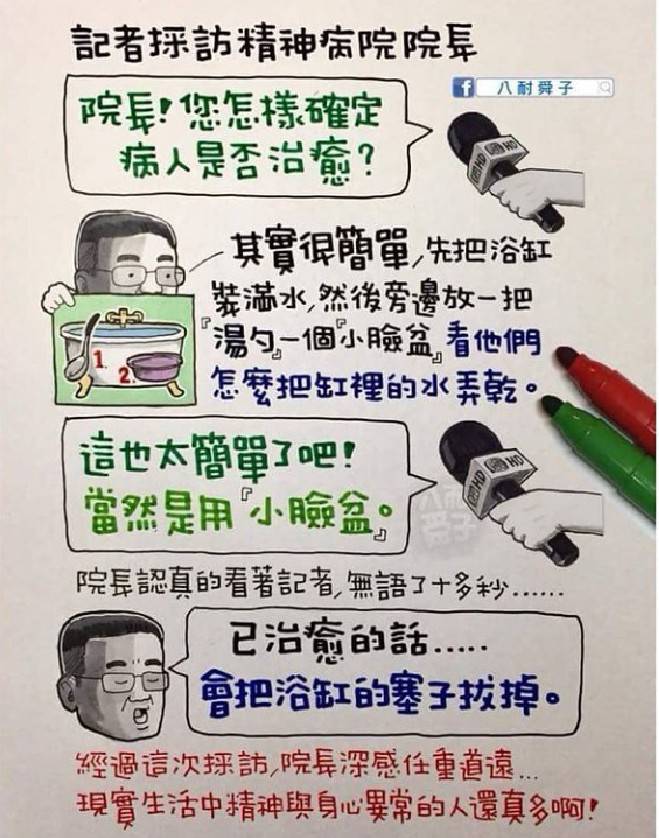 記者採訪精神病院院長
f 八耐舜子
院長!您怎樣確定
病人是否治癒?
HD HD
其實很簡單,先把浴缸
裝滿水,然後旁邊放一把
『湯勺』一個『小臉盆』看他們
怎麼把缸裡的水弄乾。
1.
2.
這也太簡單了吧!
當然是用『小臉盆』。
HD HD
八耐
舜子
院長認真的看著記者,無語了十多秒......
已治癒的話.....
會把浴缸的塞子拔掉。
經過這次採訪,院長深感任重道遠...
現實生活中精神與身心異常的人還真多啊!